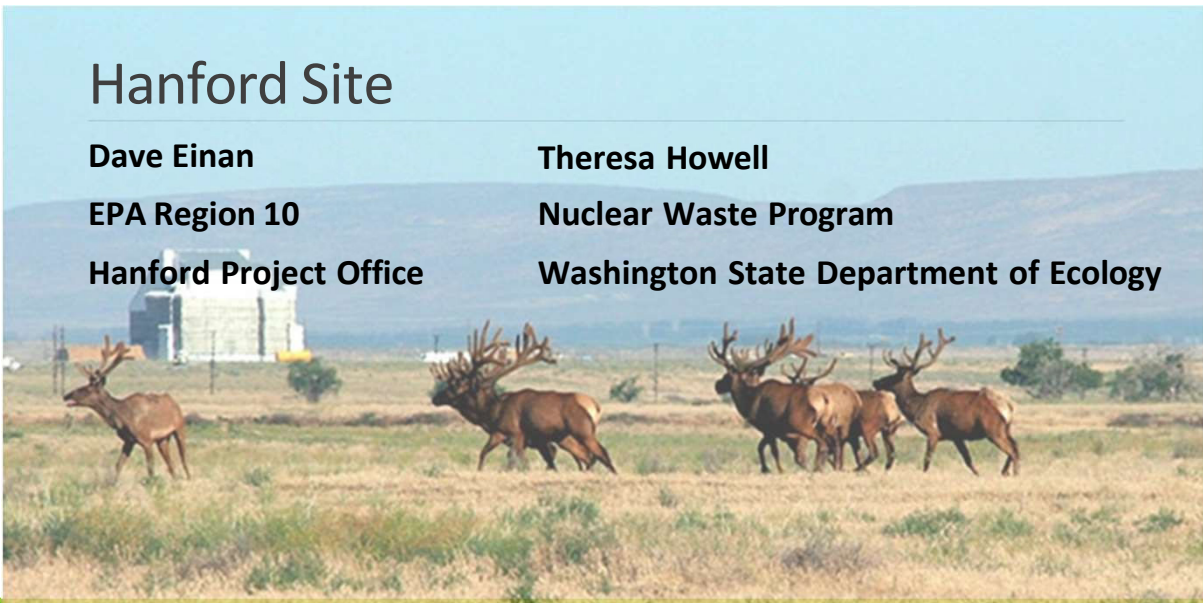 Hanford Site
Dave Einan
EPA Region 10
Hanford Project Office
Theresa Howell
Nuclear Waste Program
Washington State Department of Ecology